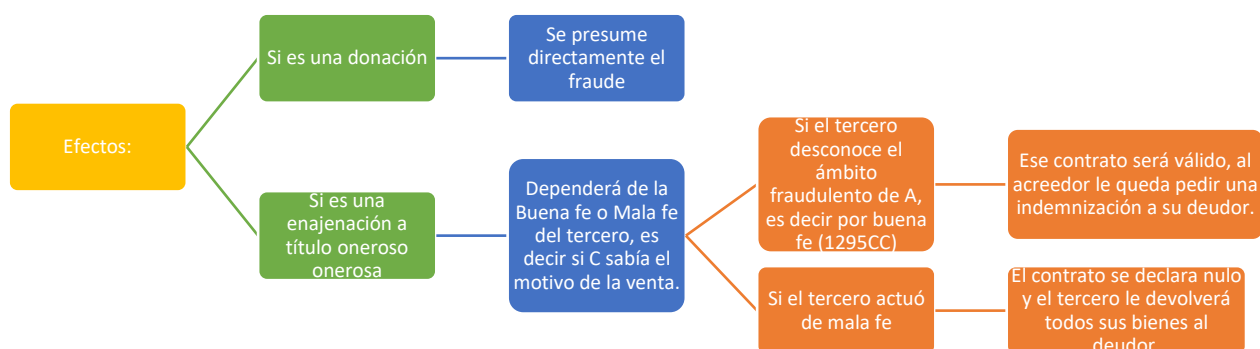 Efectos:
Si es una donación
Se presume
directamente el
fraude
Si es una
enajenación a
título oneroso
onerosa
Dependerá de la
Buena fe o Mala fe
del tercero, es
decir si C sabía el
motivo de la venta.
Si el tercero
desconoce el
ámbito
fraudulento de A,
es decir por buena
fe (1295CC)
Ese contrato será válido, al
acreedor le queda pedir una
indemnización a su deudor.
Si el tercero actuó
de mala fe
El contrato se declara nulo
y el tercero le devolverá
todos sus bienes al
deudor